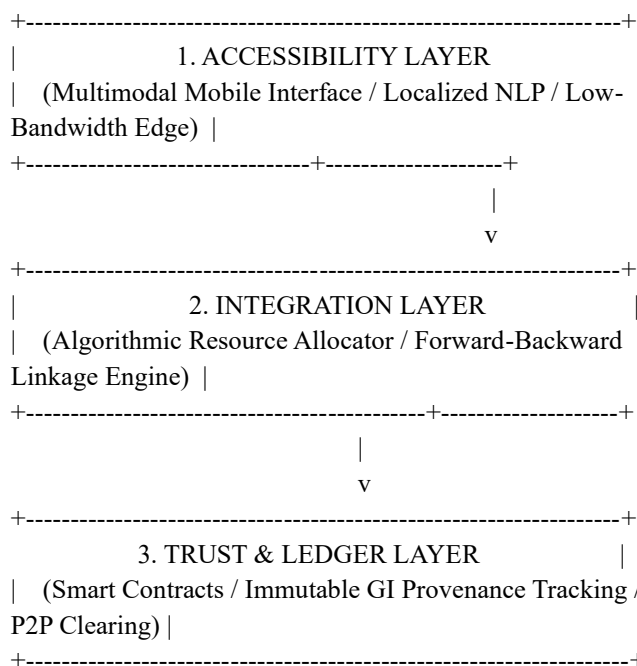 +--------------------------------------------------------------------+
| 1. ACCESSIBILITY LAYER
| (Multimodal Mobile Interface / Localized NLP / Low-
Bandwidth Edge) |
+--------------------------------+--------------------+
|
v
+----------------------------------------------------------------------+
| 2. INTEGRATION LAYER |
| (Algorithmic Resource Allocator / Forward-Backward
Linkage Engine) |
+---------------------------------------------+--------------------+
|
v
+----------------------------------------------------------------------+
3. TRUST & LEDGER LAYER |
| (Smart Contracts / Immutable GI Provenance Tracking /
P2P Clearing) |
+----------------------------------------------------------------------+